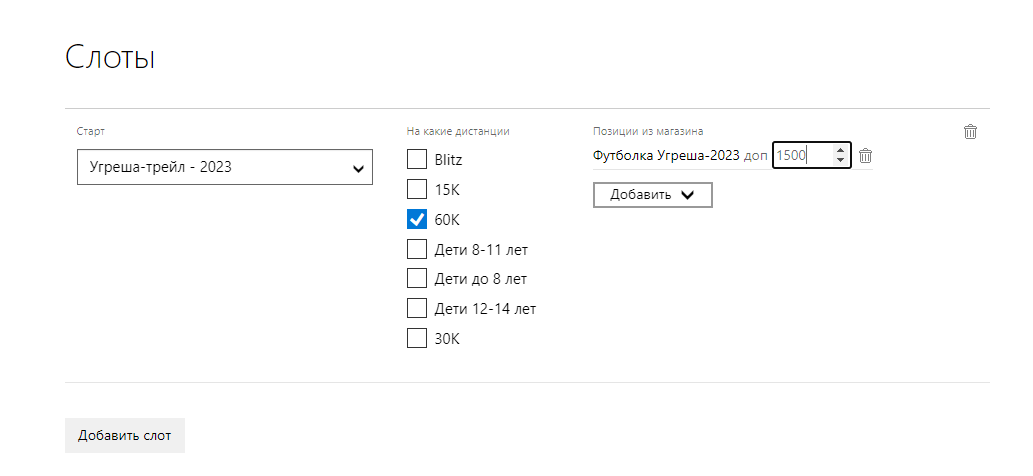 Слоты
Старт
Угреша-трейл - 2023
На какие дистанции
Blitz
15K
60K
Дети 8-11 лет
Дети до 8 лет
Дети 12-14 лет
30K
Позиции из магазина
Футболка Угреша-2023 доп 1500
Добавить
Добавить слот